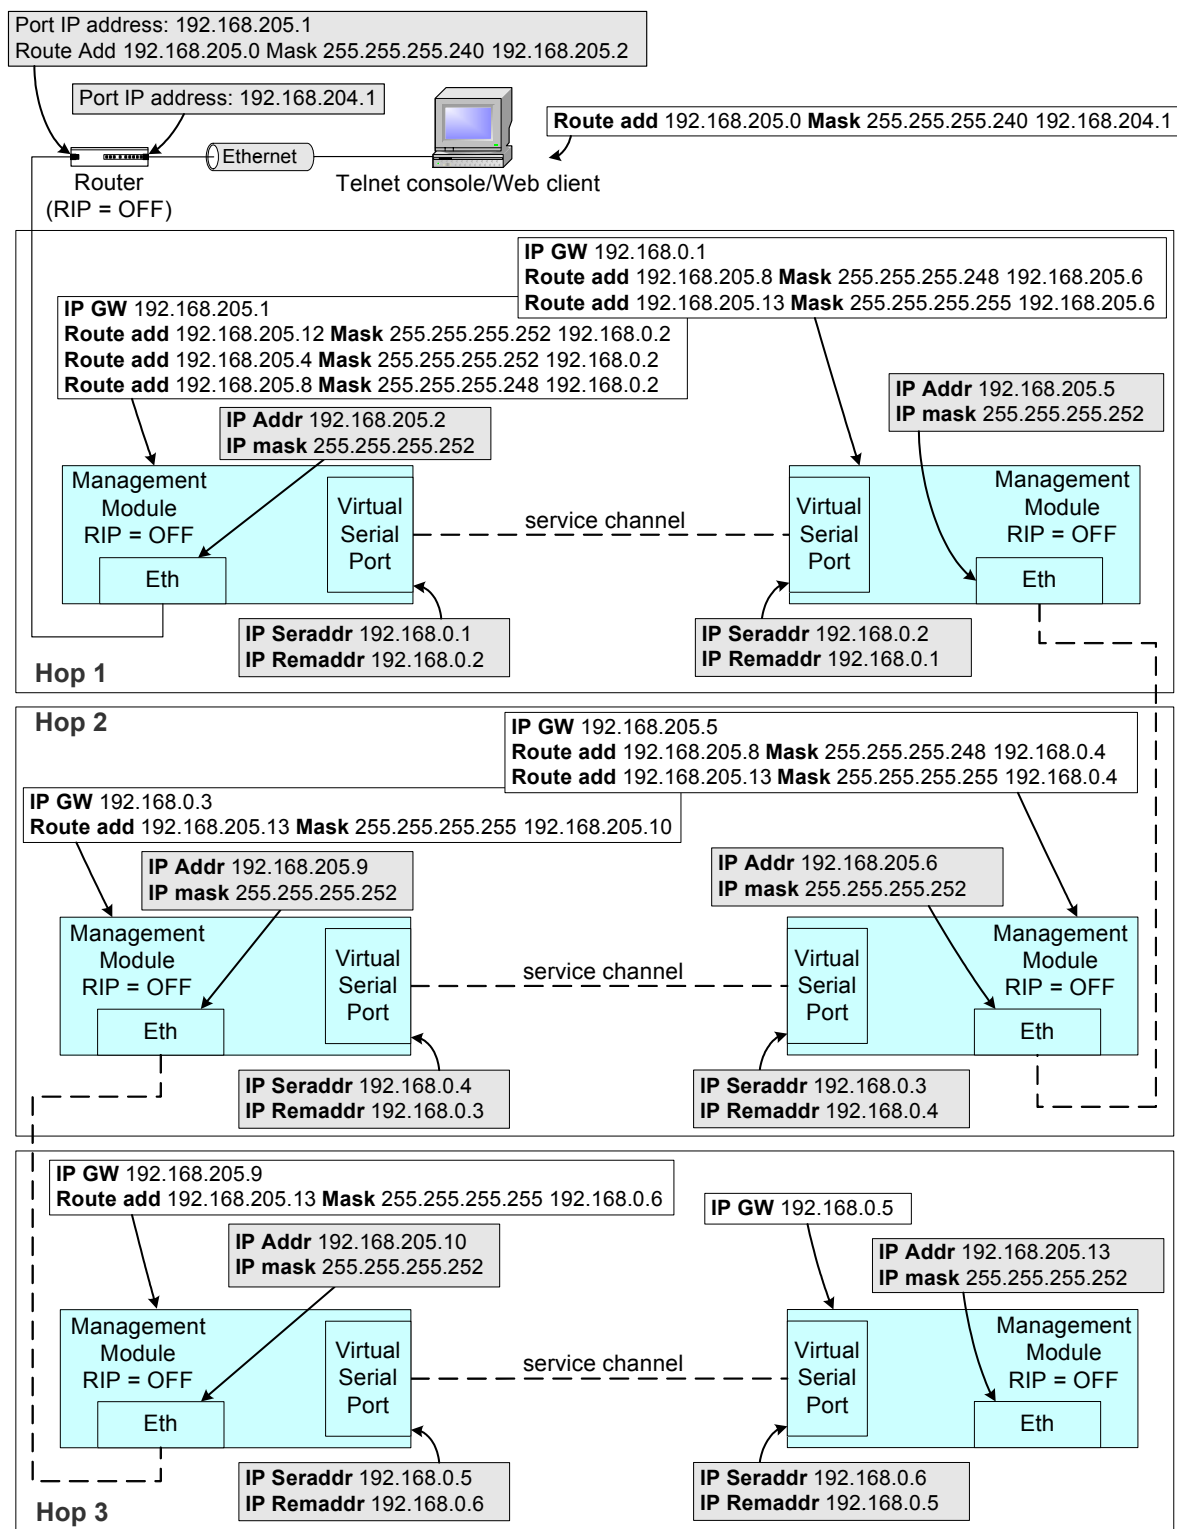 Port IP address: 192.168.205.1
Route Add 192.168.205.0 Mask 255.255.255.240 192.168.205.2
Port IP address: 192.168.204.1
Route add 192.168.205.0 Mask 255.255.255.240 192.168.204.1
Ethernet
Router
(RIP = OFF)
Telnet console/Web client
IP GW 192.168.0.1
Route add 192.168.205.8 Mask 255.255.255.248 192.168.205.6
Route add 192.168.205.13 Mask 255.255.255.255 192.168.205.6
IP GW 192.168.205.1
Route add 192.168.205.12 Mask 255.255.255.252 192.168.0.2
Route add 192.168.205.4 Mask 255.255.255.252 192.168.0.2
Route add 192.168.205.8 Mask 255.255.255.248 192.168.0.2
IP Addr 192.168.205.5
IP mask 255.255.255.252
IP Addr 192.168.205.2
IP mask 255.255.255.252
Management
Module
RIP = OFF
Eth
Virtual
Serial
Port
service channel
Virtual
Serial
Port
Management
Module
RIP = OFF
Eth
IP Seraddr 192.168.0.1
IP Remaddr 192.168.0.2
IP Seraddr 192.168.0.2
IP Remaddr 192.168.0.1
Hop 1
Hop 2
IP GW 192.168.205.5
Route add 192.168.205.8 Mask 255.255.255.248 192.168.0.4
Route add 192.168.205.13 Mask 255.255.255.255 192.168.0.4
IP GW 192.168.0.3
Route add 192.168.205.13 Mask 255.255.255.255 192.168.205.10
IP Addr 192.168.205.9
IP mask 255.255.255.252
IP Addr 192.168.205.6
IP mask 255.255.255.252
Management
Module
RIP = OFF
Eth
Virtual
Serial
Port
service channel
Virtual
Serial
Port
Management
Module
RIP = OFF
Eth
IP Seraddr 192.168.0.4
IP Remaddr 192.168.0.3
IP Seraddr 192.168.0.3
IP Remaddr 192.168.0.4
IP GW 192.168.205.9
Route add 192.168.205.13 Mask 255.255.255.255 192.168.0.6
IP GW 192.168.0.5
IP Addr 192.168.205.10
IP mask 255.255.255.252
IP Addr 192.168.205.13
IP mask 255.255.255.252
Management
Module
RIP = OFF
Eth
Virtual
Serial
Port
service channel
Virtual
Serial
Port
Management
Module
RIP = OFF
Eth
IP Seraddr 192.168.0.5
IP Remaddr 192.168.0.6
IP Seraddr 192.168.0.6
IP Remaddr 192.168.0.5
Hop 3